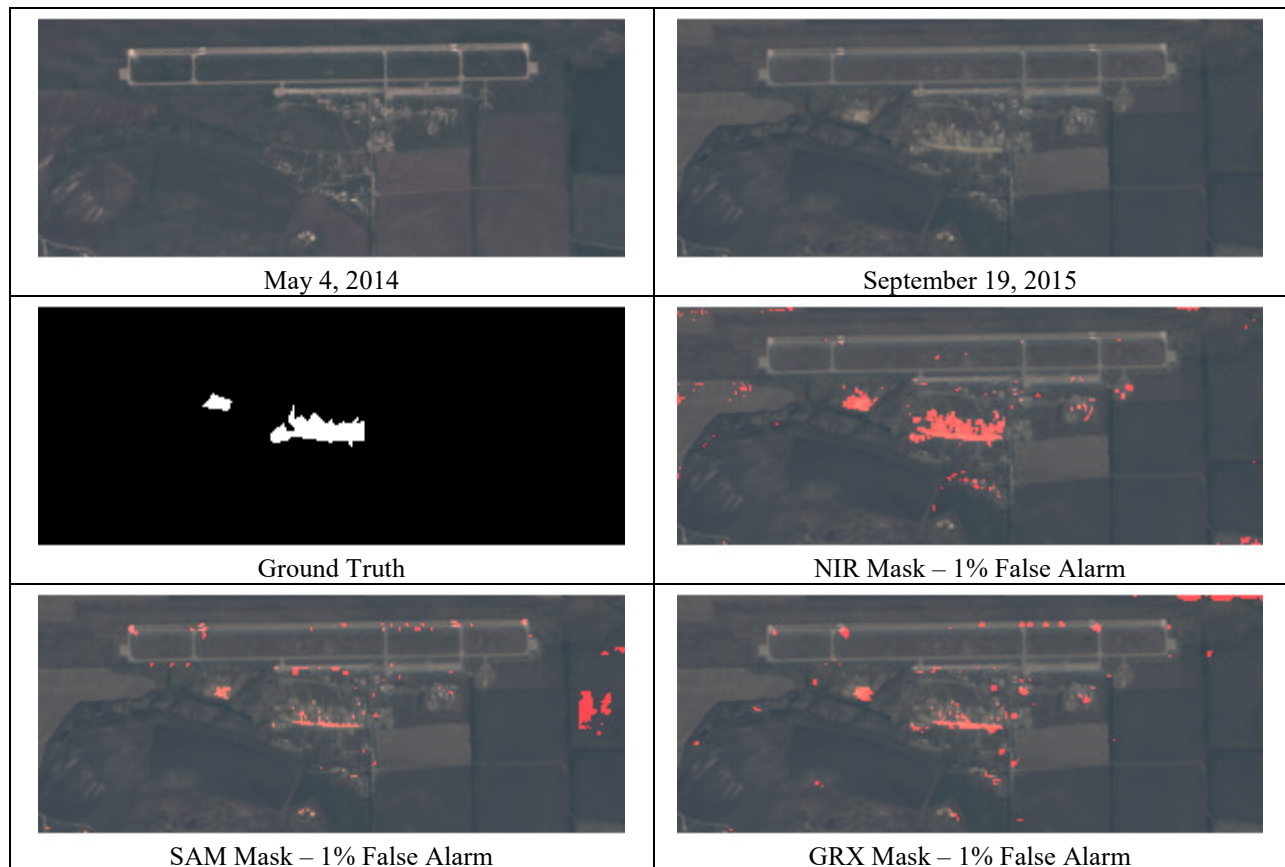 May 4, 2014
September 19, 2015
Ground Truth
NIR Mask – 1% False Alarm
SAM Mask – 1% False Alarm
GRX Mask – 1% False Alarm